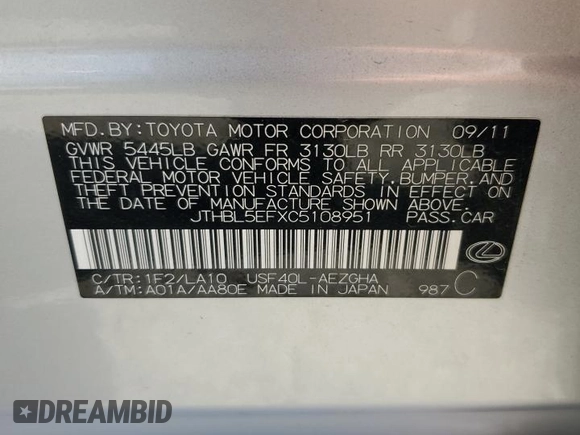 MFD.BY:TOYOTA MOTOR CORPORATION 09/11
GVWR 5445LB GAWR FR 3130LB RR 3130LB
THIS VEHICLE CONFORMS TO ALL APPLICABLE
FEDERAL MOTOR VEHICLE SAFETY,BUMPER,AND
THEFT PREVENTION STANDARDS IN EFFECT ON
THE DATE OF MANUFACTURE SHOWN ABOVE.
JTHBL5EFXC5108951 PASS.CAR
C/TR:1F2/LA10 USF40L-AEZGHA
A/TM:A01A/AA80E MADE IN JAPAN 987 C
DREAMBID